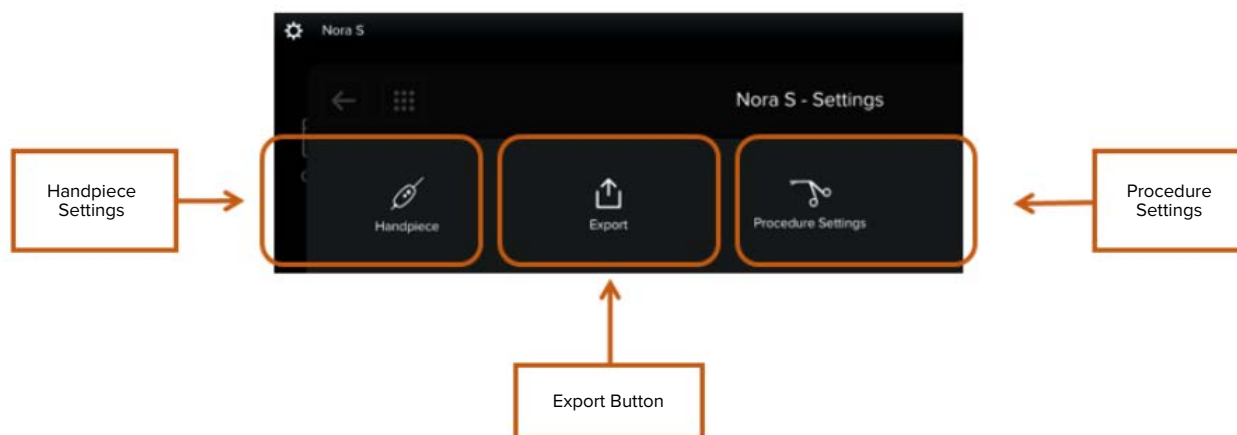 Nora S
Nora S - Settings
Handpiece
Settings
Handpiece
Export
Procedure Settings
Procedure
Settings
Export Button